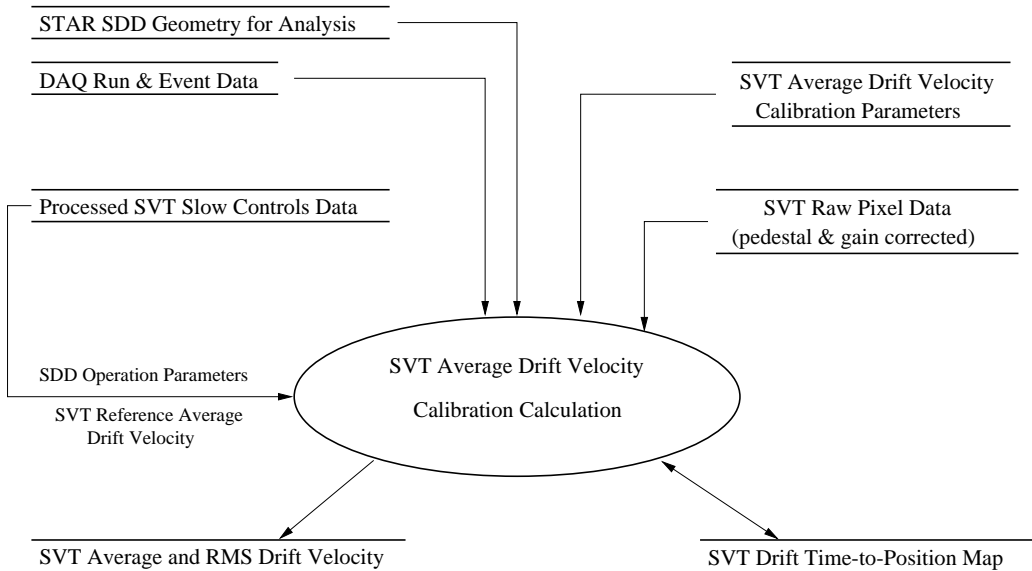 STAR SDD Geometry for Analysis
DAQ Run & Event Data
SVT Average Drift Velocity
Calibration Parameters
Processed SVT Slow Controls Data
SVT Raw Pixel Data
(pedestal & gain corrected)
SVT Average Drift Velocity
Calibration Calculation
SDD Operation Parameters
SVT Reference Average
Drift Velocity
SVT Average and RMS Drift Velocity
SVT Drift Time-to-Position Map